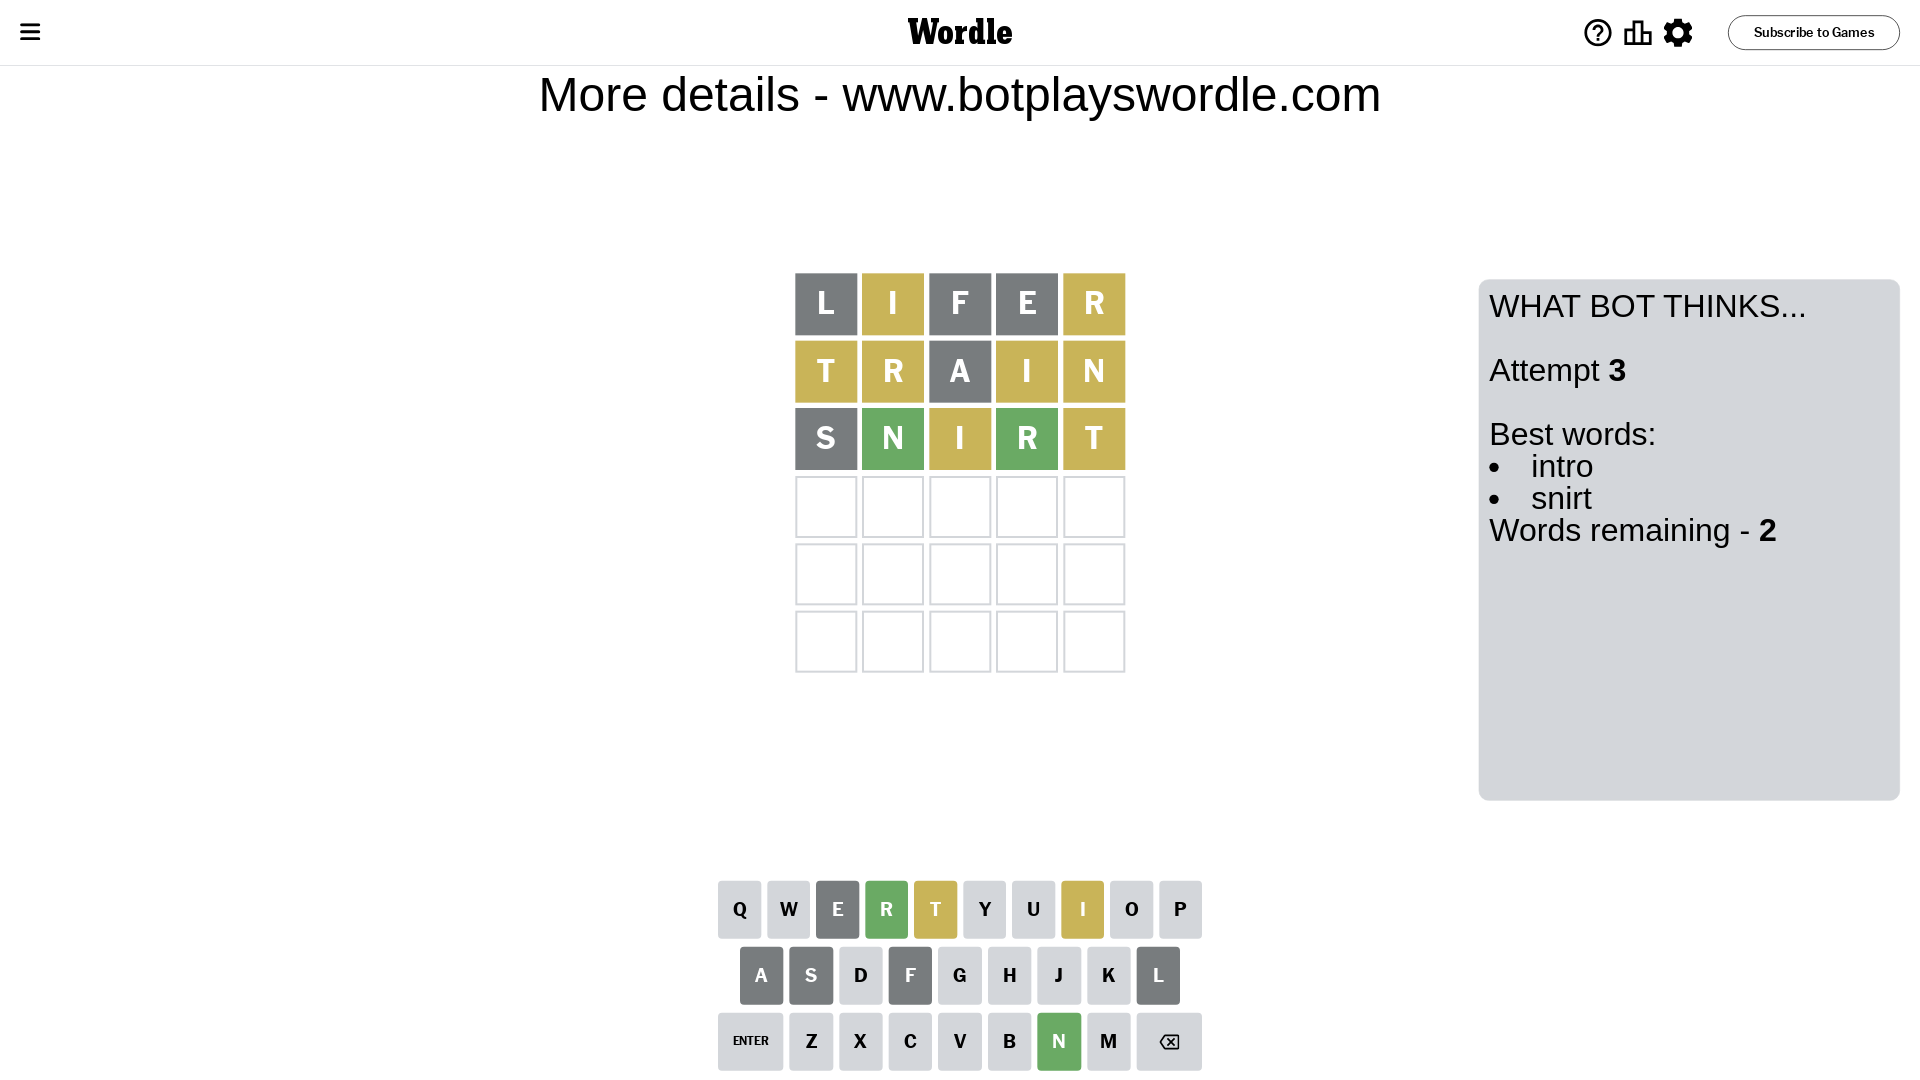 Wordle
Subscribe to Games
More details - www.botplayswordle.com
L I F E R
T R A I N
S N I R T
WHAT BOT THINKS...
Attempt 3
Best words:
• intro
• snirt
Words remaining - 2
Q W E R T Y U I O P
A S D F G H J K L
ENTER Z X C V B N M